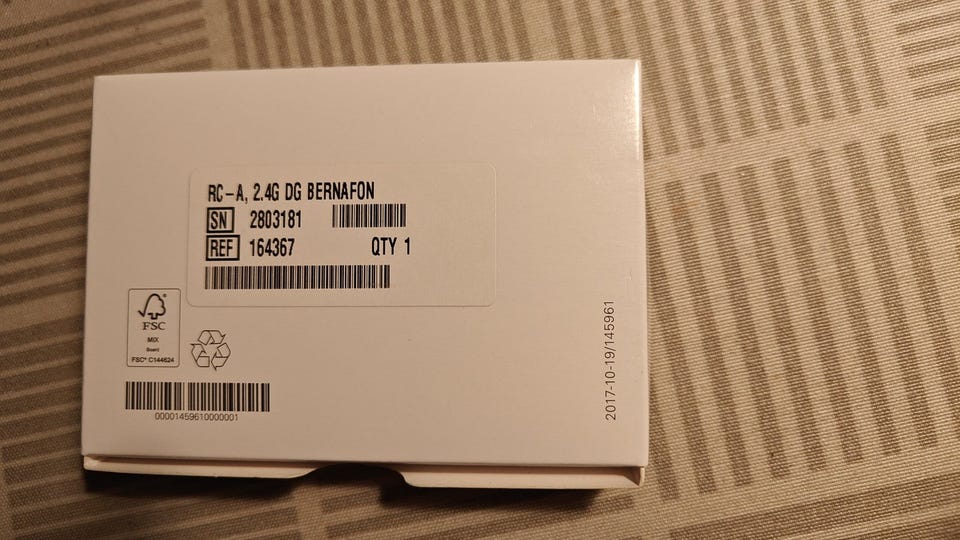 RC-A, 2.4G DG BERNAFON
SN 2803181
REF 164367 QTY 1
FSC
MIX
Board
FSC® C144624
00001459610000001
2017-10-19/145961